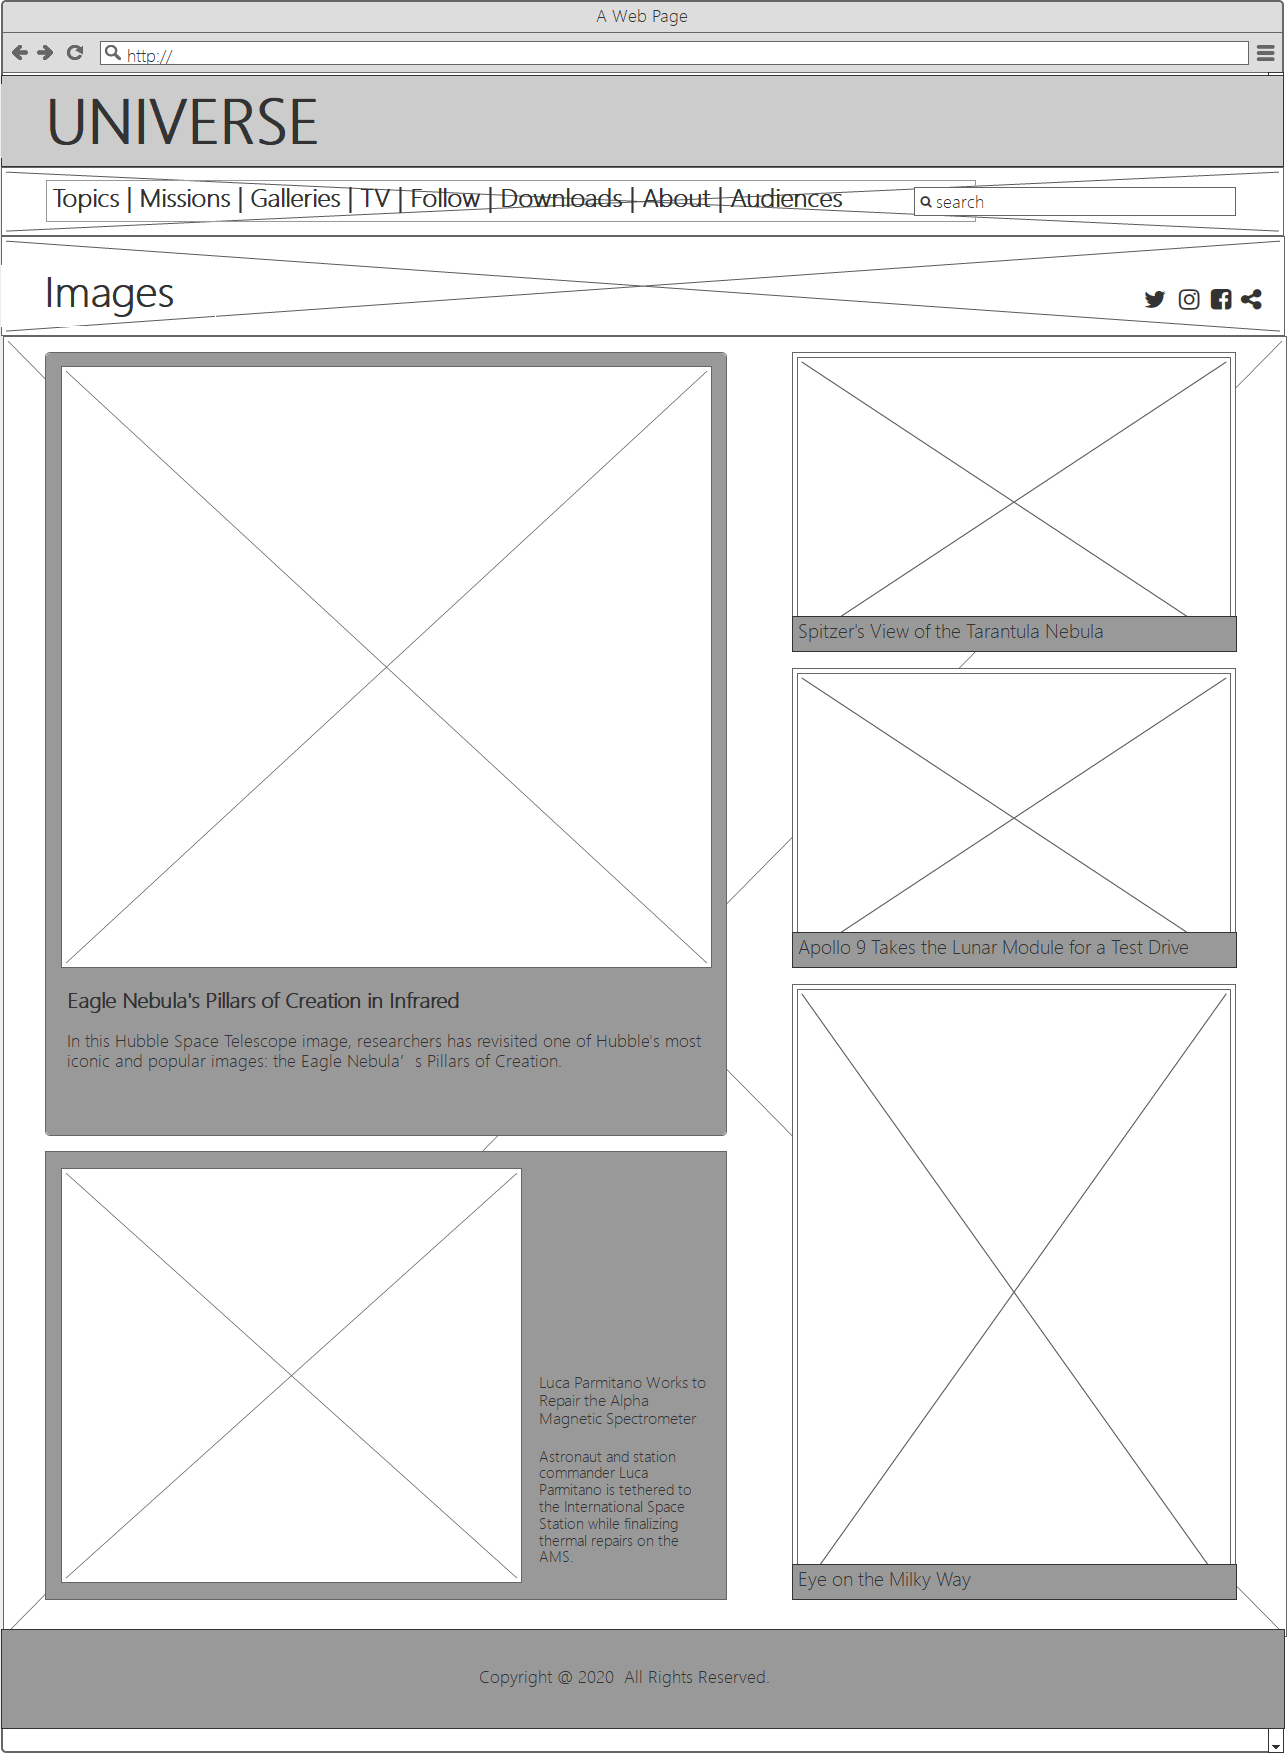 A Web Page
http://
UNIVERSE
Topics | Missions | Galleries | TV | Follow | Downloads | About | Audiences
search
Images
Spitzer's View of the Tarantula Nebula
Apollo 9 Takes the Lunar Module for a Test Drive
Eagle Nebula's Pillars of Creation in Infrared
In this Hubble Space Telescope image, researchers has revisited one of Hubble's most
iconic and popular images: the Eagle Nebula’s Pillars of Creation.
Luca Parmitano Works to
Repair the Alpha
Magnetic Spectrometer
Astronaut and station
commander Luca
Parmitano is tethered to
the International Space
Station while finalizing
thermal repairs on the
AMS.
Eye on the Milky Way
Copyright @ 2020 All Rights Reserved.